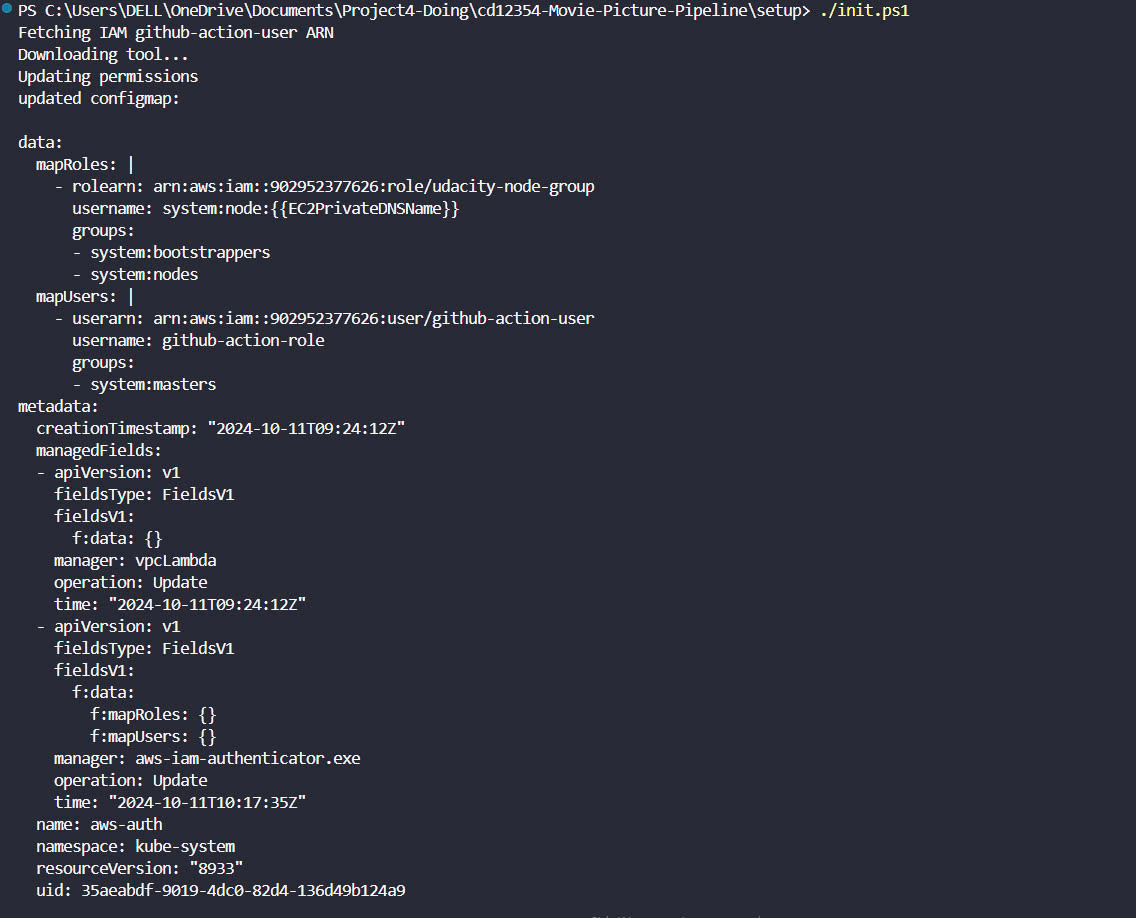 PS C:\Users\DELL\OneDrive\Documents\Project4-Doing\cd12354-Movie-Picture-Pipeline\setup> ./init.ps1
Fetching IAM github-action-user ARN
Downloading tool...
Updating permissions
updated configmap:

data:
  mapRoles: |
    - rolearn: arn:aws:iam::902952377626:role/udacity-node-group
      username: system:node:{{EC2PrivateDNSName}}
      groups:
      - system:bootstrappers
      - system:nodes
  mapUsers: |
    - userarn: arn:aws:iam::902952377626:user/github-action-user
      username: github-action-role
      groups:
      - system:masters
metadata:
  creationTimestamp: "2024-10-11T09:24:12Z"
  managedFields:
  - apiVersion: v1
    fieldsType: FieldsV1
    fieldsV1:
      f:data: {}
    manager: vpcLambda
    operation: Update
    time: "2024-10-11T09:24:12Z"
  - apiVersion: v1
    fieldsType: FieldsV1
    fieldsV1:
      f:data:
        f:mapRoles: {}
        f:mapUsers: {}
    manager: aws-iam-authenticator.exe
    operation: Update
    time: "2024-10-11T10:17:35Z"
  name: aws-auth
  namespace: kube-system
  resourceVersion: "8933"
  uid: 35aeabdf-9019-4dc0-82d4-136d49b124a9